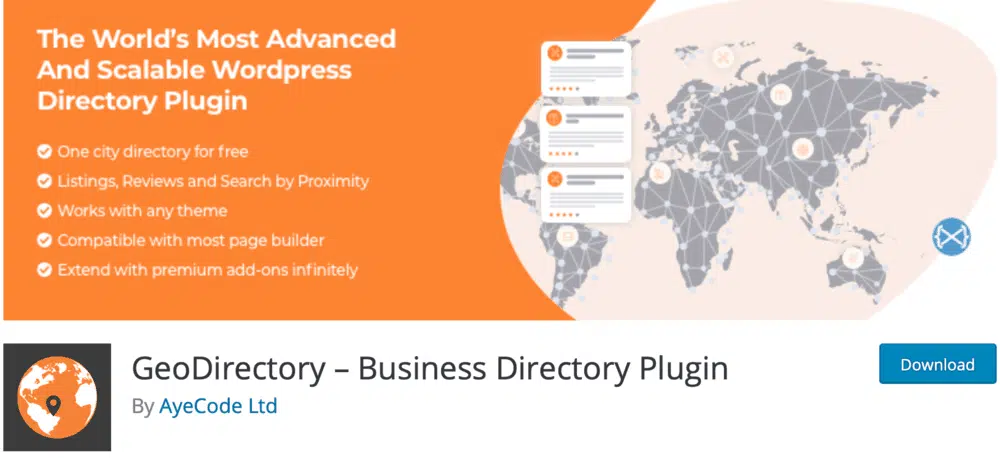 The World's Most Advanced
And Scalable Wordpress
Directory Plugin
One city directory for free
Listings, Reviews and Search by Proximity
Works with any theme
Compatible with most page builder
Extend with premium add-ons infinitely
GeoDirectory – Business Directory Plugin
Download
By AyeCode Ltd